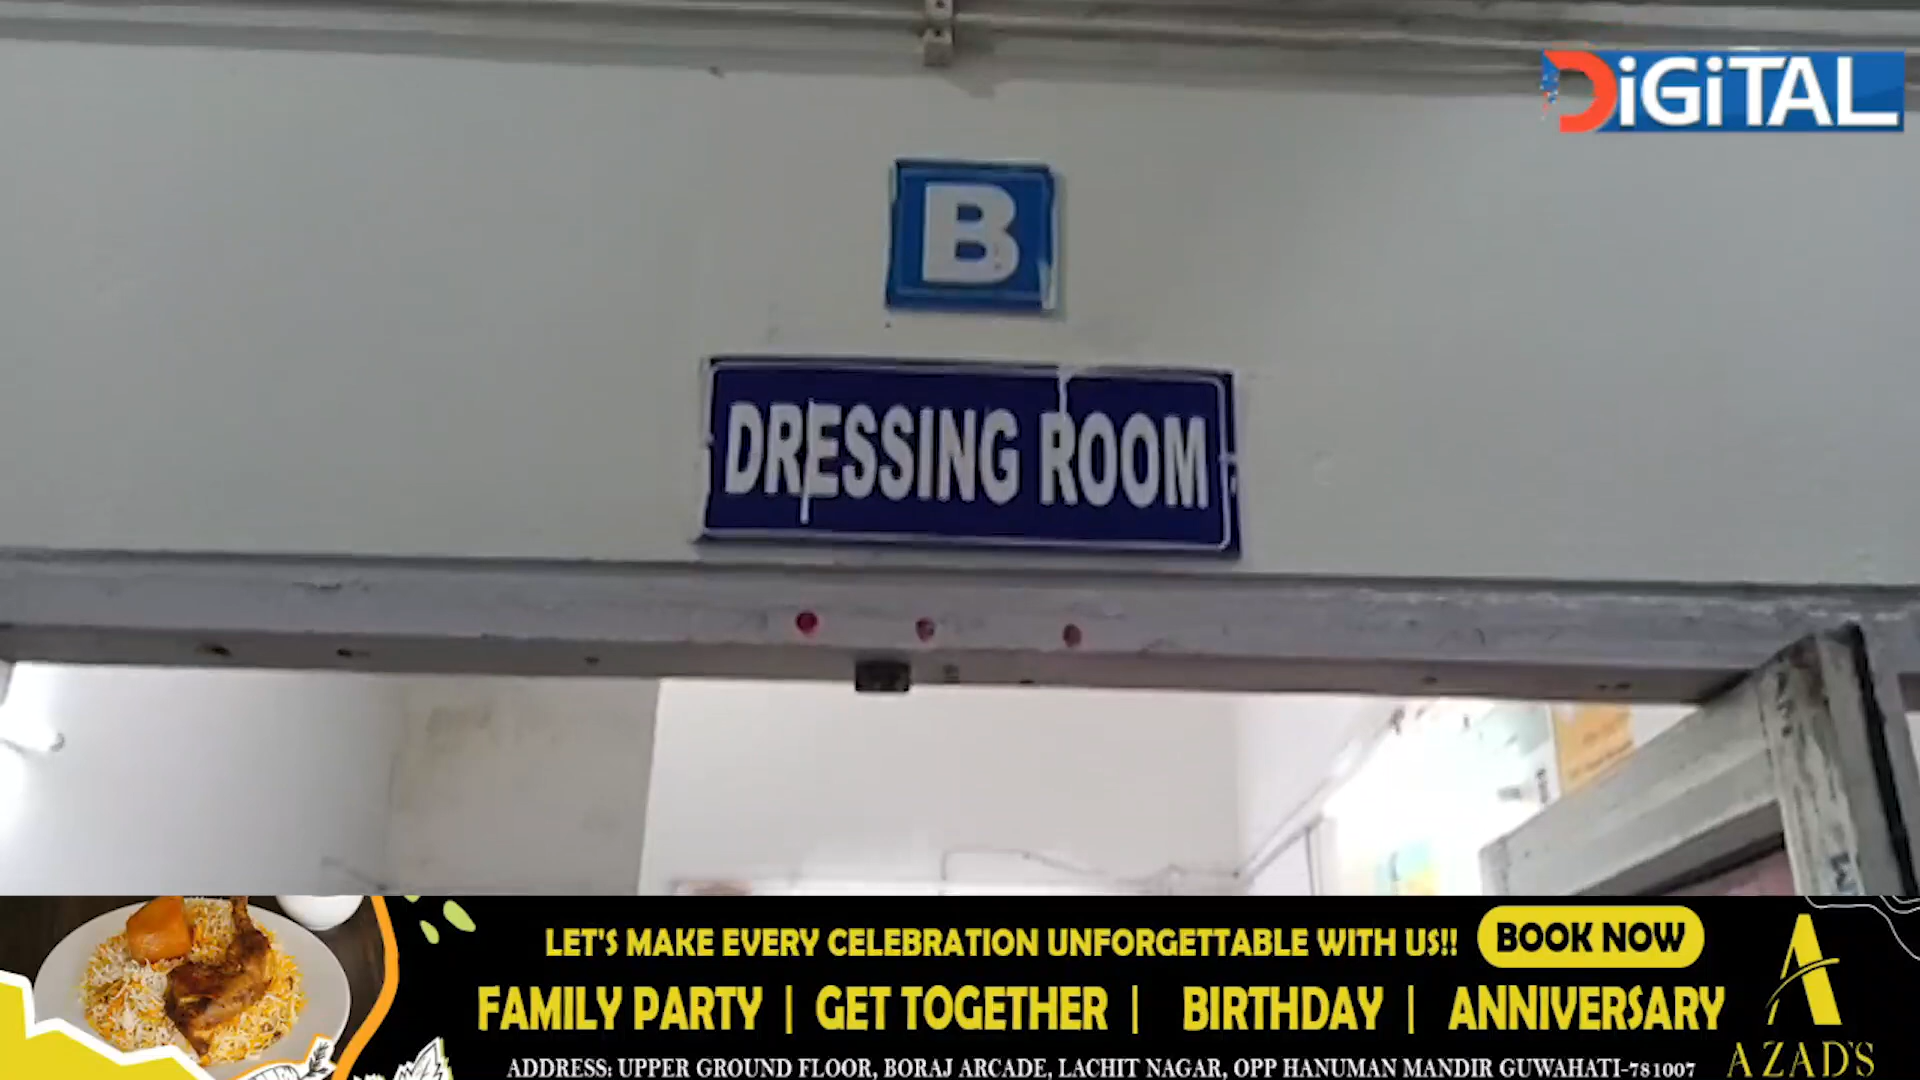 DiGiTAL
B
DRESSING ROOM
LET'S MAKE EVERY CELEBRATION UNFORGETTABLE WITH US!! BOOK NOW
FAMILY PARTY | GET TOGETHER | BIRTHDAY | ANNIVERSARY
ADDRESS: UPPER GROUND FLOOR, BORAJ ARCADE, LACHIT NAGAR, OPP HANUMAN MANDIR GUWAHATI-781007
AZAD'S